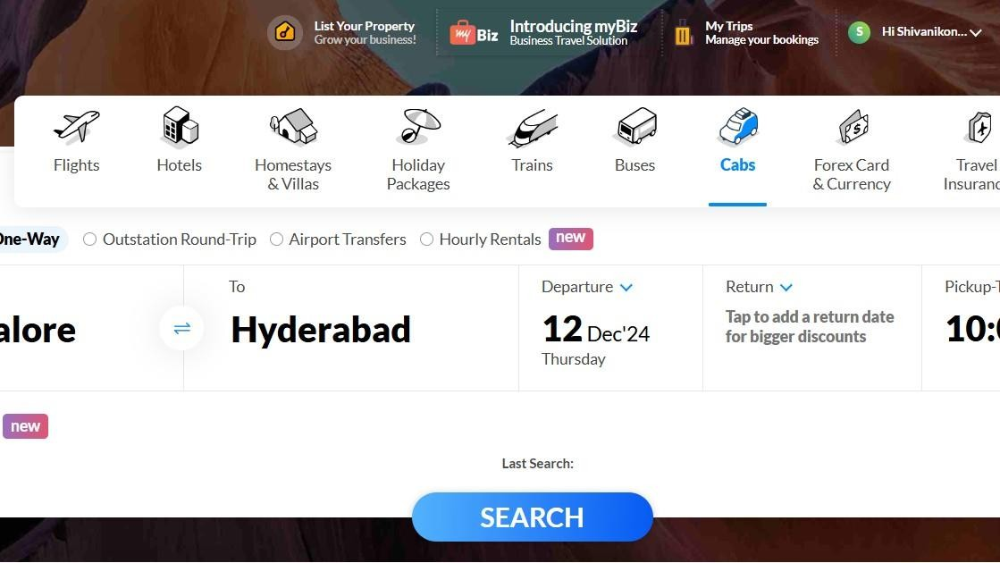 List Your Property
Grow your business!
my Biz
Introducing myBiz
Business Travel Solution
My Trips
Manage your bookings
S
Hi Shivanikon...
Flights
Hotels
Homestays
& Villas
Holiday
Packages
Trains
Buses
Cabs
Forex Card
& Currency
Travel
Insuranc
One-Way
Outstation Round-Trip
Airport Transfers
Hourly Rentals
new
To
Departure
Return
Pickup-T
alore
Hyderabad
12 Dec'24
Thursday
Tap to add a return date
for bigger discounts
10:0
new
Last Search:
SEARCH